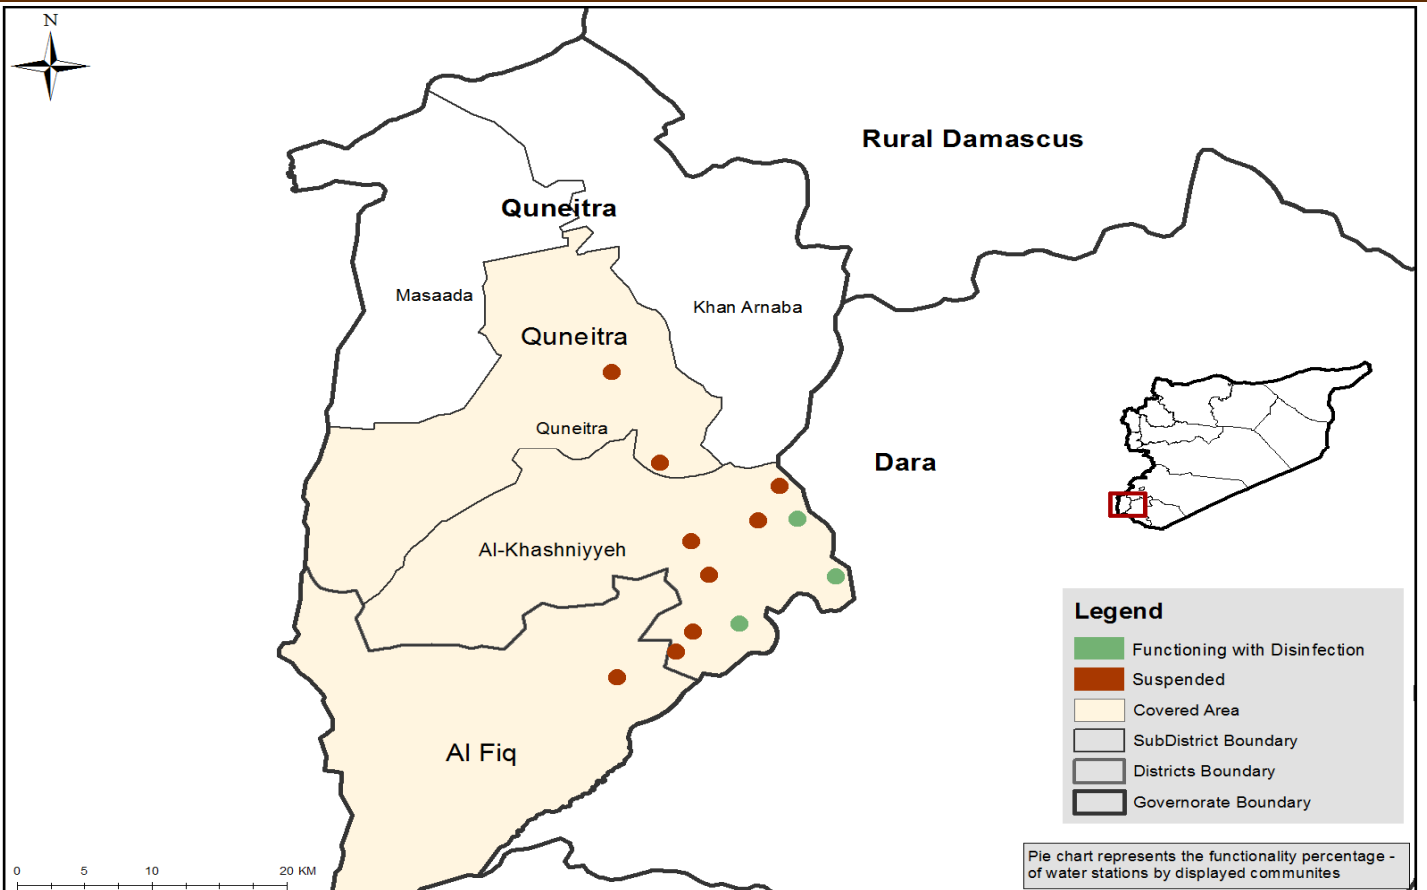 N
Rural Damascus
Quneitra
Masaada
Khan Arnaba
Quneitra
Quneitra
Dara
Al-Khashniyyeh
Al Fiq
Legend
Functioning with Disinfection
Suspended
Covered Area
SubDistrict Boundary
Districts Boundary
Governorate Boundary
0 5 10 20 KM
Pie chart represents the functionality percentage -
of water stations by displayed communites